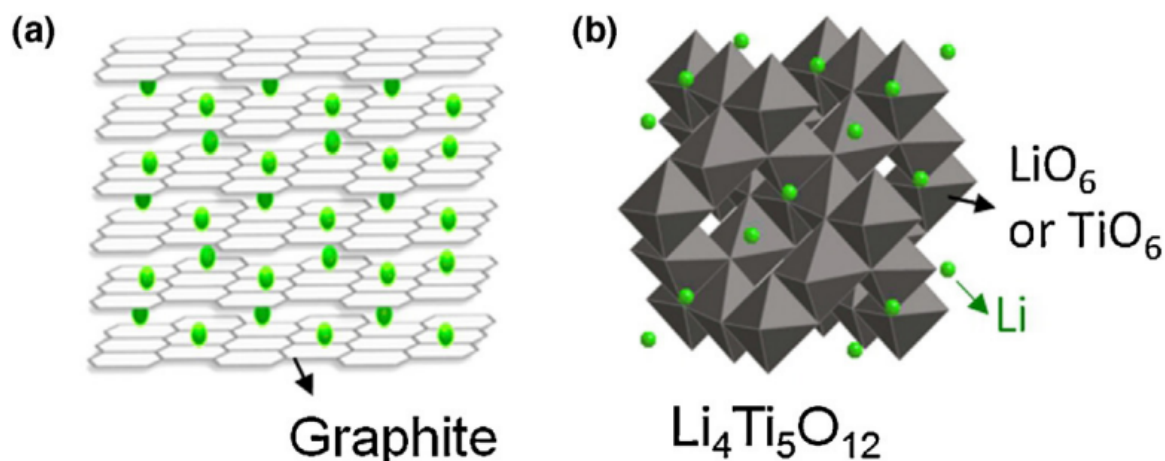 (a)
(b)
LiO₆
or TiO₆
Li
Graphite
Li₄Ti₅O₁₂